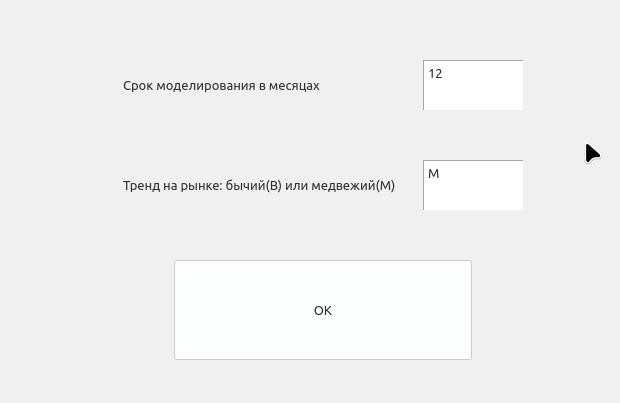 Срок моделирования в месяцах
12
Тренд на рынке: бычий(B) или медвежий(M)
M
OK